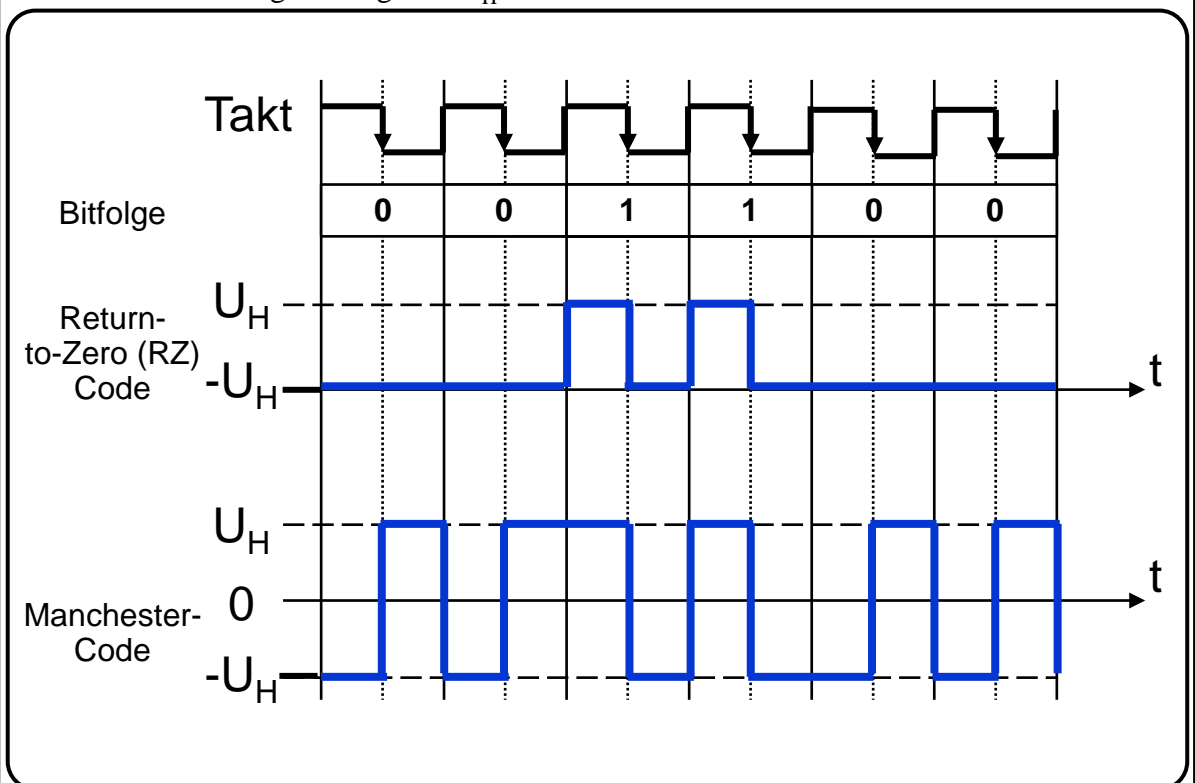 Takt
Bitfolge 0 0 1 1 0 0
U_H
Return-
to-Zero (RZ)
Code
-U_H
t
U_H
t
0
Manchester-
Code
-U_H